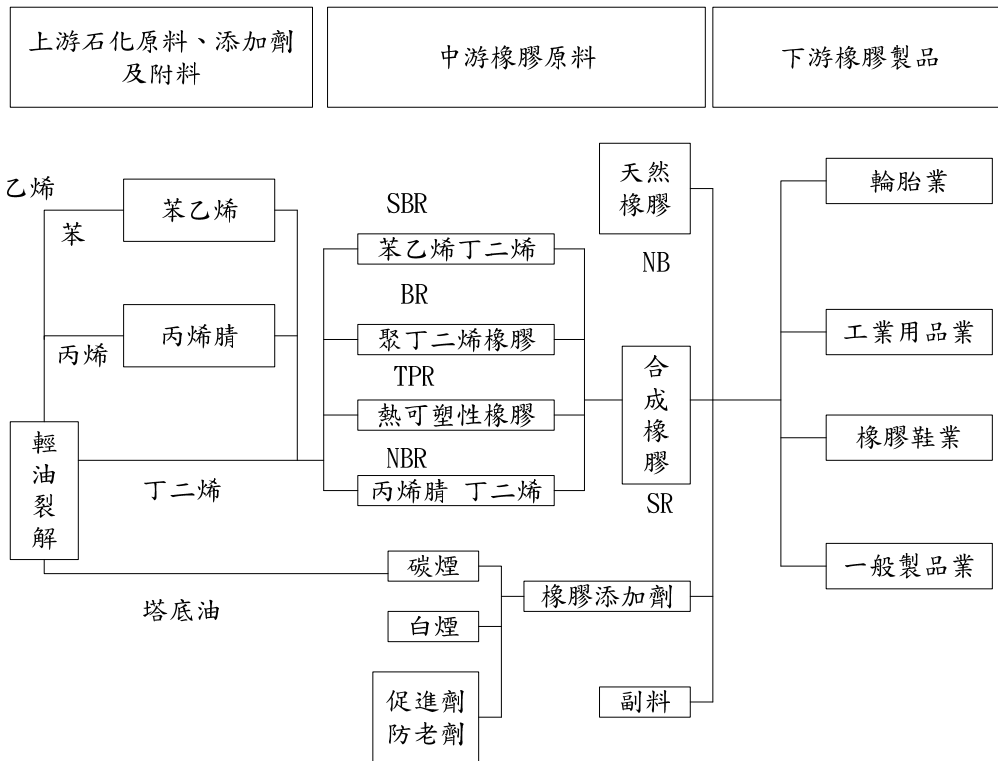 上游石化原料、添加劑
及附料
中游橡膠原料
下游橡膠製品
乙烯
苯
苯乙烯
丙烯
丙烯腈
輕油裂解
丁二烯
塔底油
SBR
苯乙烯丁二烯
BR
聚丁二烯橡膠
TPR
熱可塑性橡膠
NBR
丙烯腈 丁二烯
碳煙
白煙
促進劑
防老劑
天然
橡膠
NB
合成橡膠
SR
橡膠添加劑
副料
輪胎業
工業用品業
橡膠鞋業
一般製品業